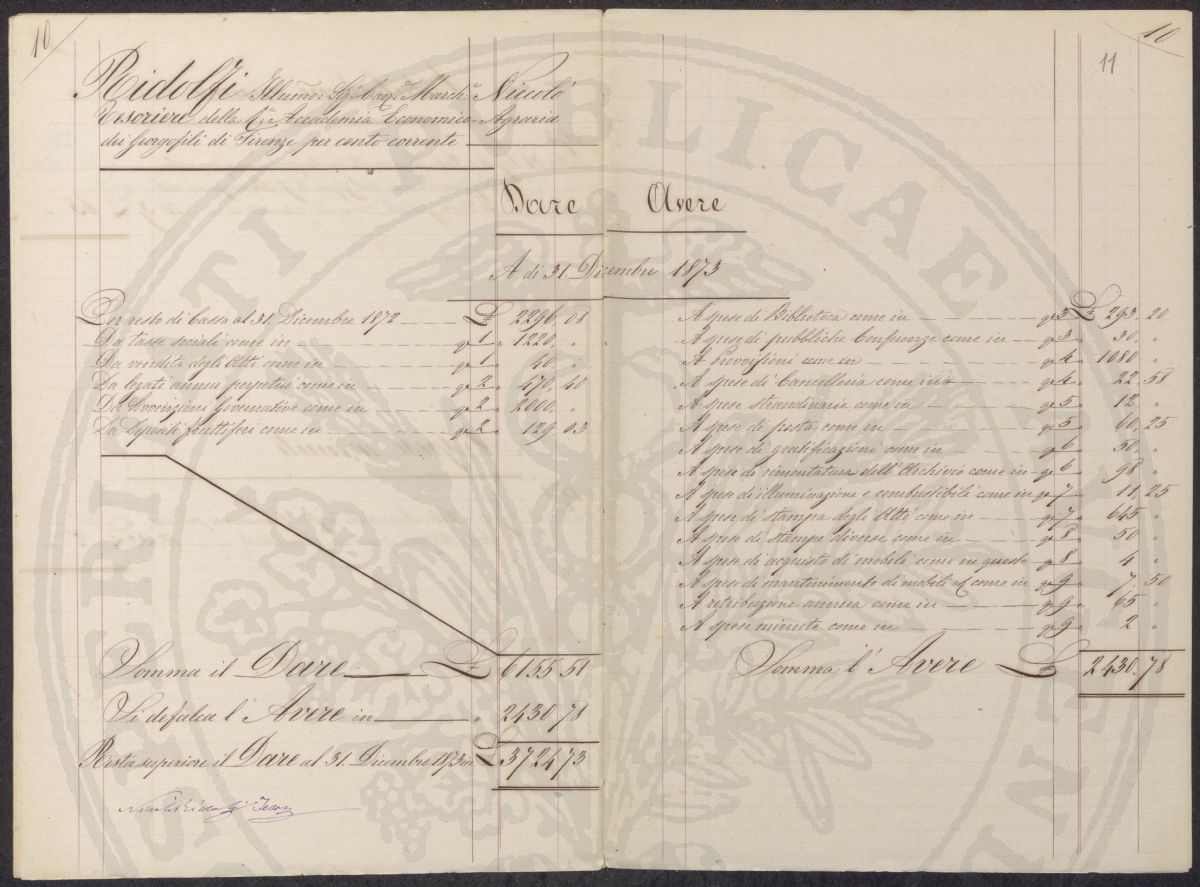 10
Ridolfi Illumo: Sigr. Cav: March: Niccolò
Tesoriere della R. Accademia Economico-Agraria
dei Georgofili di Firenze per conto corrente
Dare
A di 31. Dicembre 1873
Per resto di Cassa al 31. Dicembre 1872 £ 2296,08
Da tasse sociali come in 1 " 1220. "
Da vendita degli Atti come in 1 " 40. "
Da legati annui perpetui come in 2 " 470,40
Da Sovvenzioni Governative come in 2 " 2000. "
Da Depositi fruttiferi come in 2 " 129 03
Somma il Dare £ 6155.51
Si defalca l' Avere in " 2430 78
Resta superiore il Dare al 31. Dicembre 1873 in £ 3724 73
10
11
Avere
A spese di Biblioteca come in 3 £ 293. 20
A spese di pubbliche Conferenze come in 3 " 30. "
A Provvisioni come in 4 " 1080 "
A spese di Cancelleria come in 4 " 22. 58
A spese straordinarie come in 5 " 12. "
A spese di posta come in 5 " 60. 25
A spese di gratificazioni come in 6 " 50. "
A spese di rimontatura dell' Archivio come in 6 " 98 "
A spese di illuminazione e combustibili come in 7 " 11. 25
A spese di stampa degli Atti come in 7 " 645 "
A spese di stampe diverse come in 8 " 50 "
A spese di acquisto di mobili come in questo 8 " 4 "
A spese di mantenimento di mobili come in 9 " 7. 50
A retribuzione annua come in 9 " 65 "
A spese minute come in 9 " 2 "
Somma l' Avere £ 2430. 78